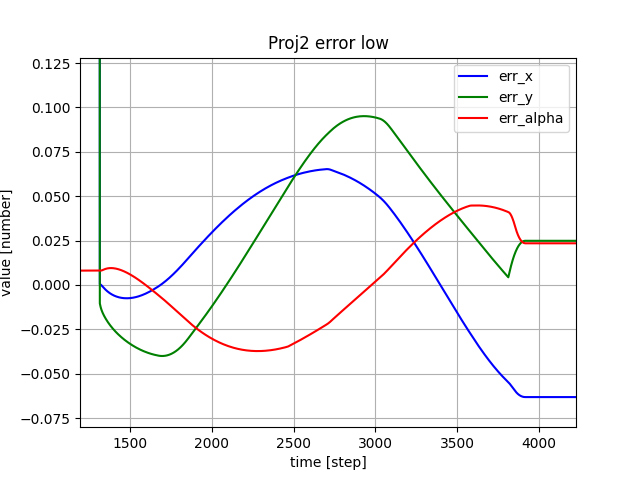 Proj2 error low
value [number]
0.125
0.100
0.075
0.050
0.025
0.000
−0.025
−0.050
−0.075
err_x
err_y
err_alpha
1500 2000 2500 3000 3500 4000
time [step]